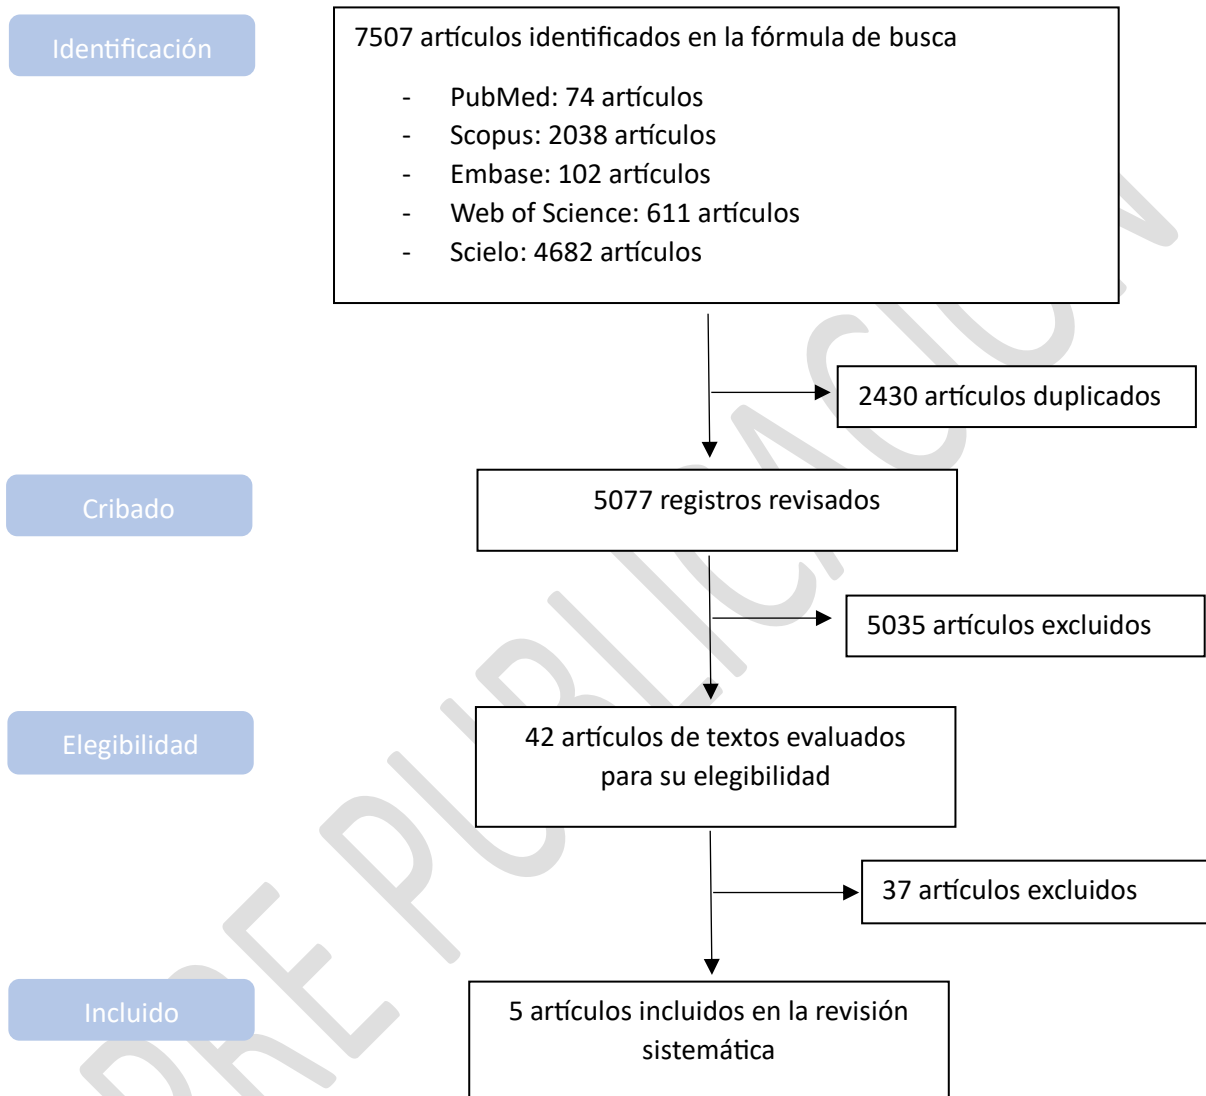 Identificación
7507 artículos identificados en la fórmula de busca
- PubMed: 74 artículos
- Scopus: 2038 artículos
- Embase: 102 artículos
- Web of Science: 611 artículos
- Scielo: 4682 artículos
2430 artículos duplicados
Cribado
5077 registros revisados
5035 artículos excluidos
Elegibilidad
42 artículos de textos evaluados
para su elegibilidad
37 artículos excluidos
Incluido
5 artículos incluidos en la revisión
sistemática
PRE PUBLICACIÓN